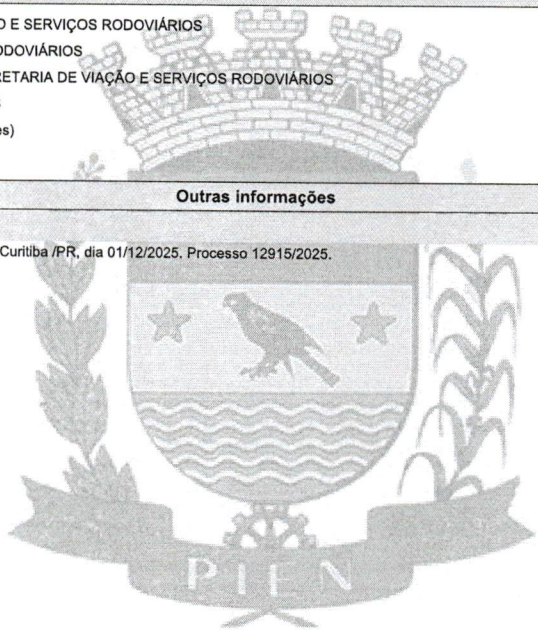 O E SERVIÇOS RODOVIÁRIOS
ODOVIÁRIOS
RETARIA DE VIAÇÃO E SERVIÇOS RODOVIÁRIOS
es)
Outras informações
Curitiba /PR, dia 01/12/2025. Processo 12915/2025.
PIEN